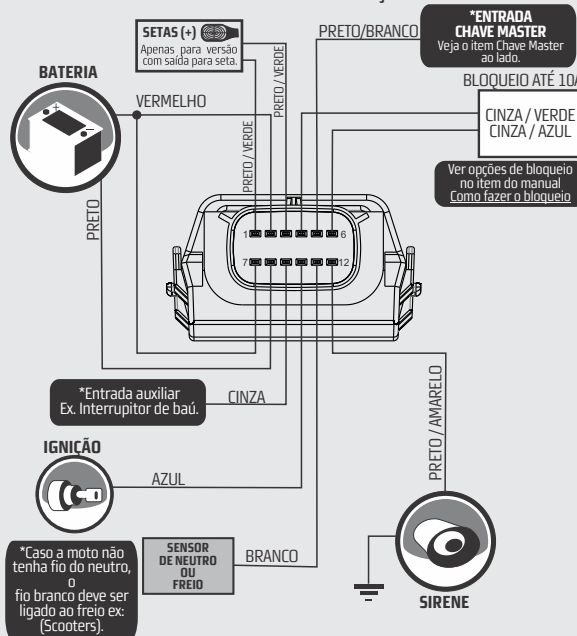 SETAS (+)
Apenas para versão
com saída para seta.
PRETO/BRANCO
*ENTRADA
CHAVE MASTER
Veja o item Chave Master
ao lado.
BLOQUEIO ATÉ 10A
CINZA / VERDE
CINZA / AZUL
Ver opções de bloqueio
no item do manual
Como fazer o bloqueio
BATERIA
+
-
VERMELHO
PRETO / VERDE
PRETO / VERDE
PRETO
1
6
7
12
*Entrada auxiliar
Ex. Interrupitor de baú.
CINZA
PRETO / AMARELO
IGNIÇÃO
AZUL
*Caso a moto não
tenha fio do neutro,
o
fio branco deve ser
ligado ao freio ex:
(Scooters).
SENSOR
DE NEUTRO
OU
FREIO
BRANCO
SIRENE